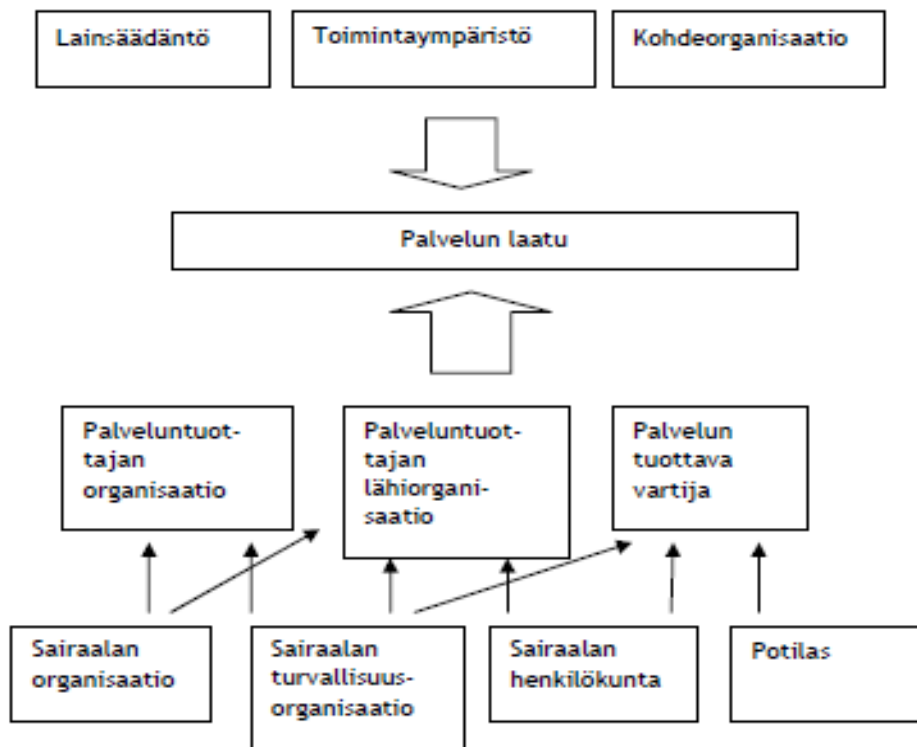 Lainsäädäntö
Toimintaympäristö
Kohdeorganisaatio
Palvelun laatu
Palveluntuot-
tajan
organisaatio
Palveluntuot-
tajan
lähiorgani-
saatio
Palvelun
tuottava
vartija
Sairaalan
organisaatio
Sairaalan
turvallisuus-
organisaatio
Sairaalan
henkilökunta
Potilas